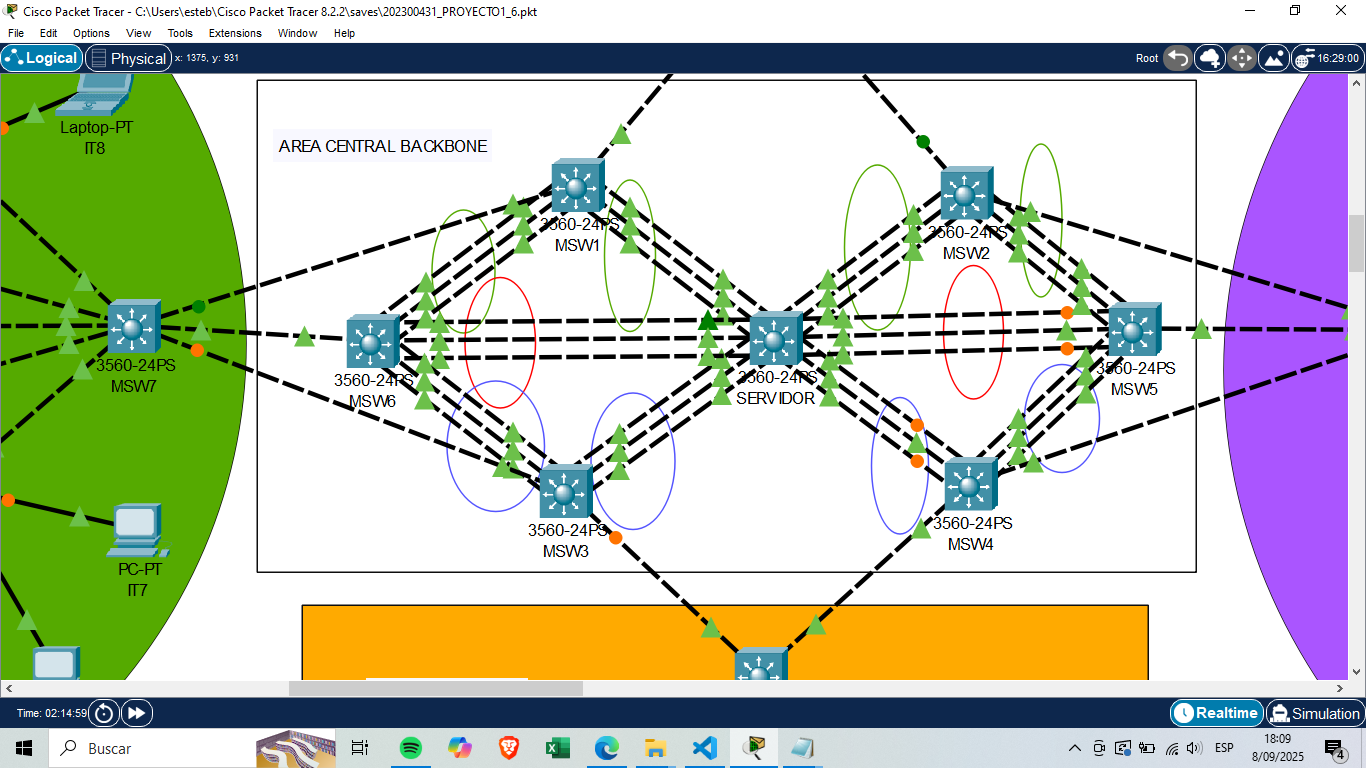 Cisco Packet Tracer - C:\Users\esteb\Cisco Packet Tracer 8.2.2\saves\202300431_PROYECTO1_6.pkt
File Edit Options View Tools Extensions Window Help
Logical Physical x: 1375, y: 931 Root 16:29:00
Laptop-PT
IT8
AREA CENTRAL BACKBONE
3560-24PS
MSW1
3560-24PS
MSW2
3560-24PS
MSW7
3560-24PS
MSW6
3560-24PS
SERVIDOR
3560-24PS
MSW5
3560-24PS
MSW3
3560-24PS
MSW4
PC-PT
IT7
Time: 02:14:59 Realtime Simulation
Buscar
ESP
18:09
8/09/2025
4